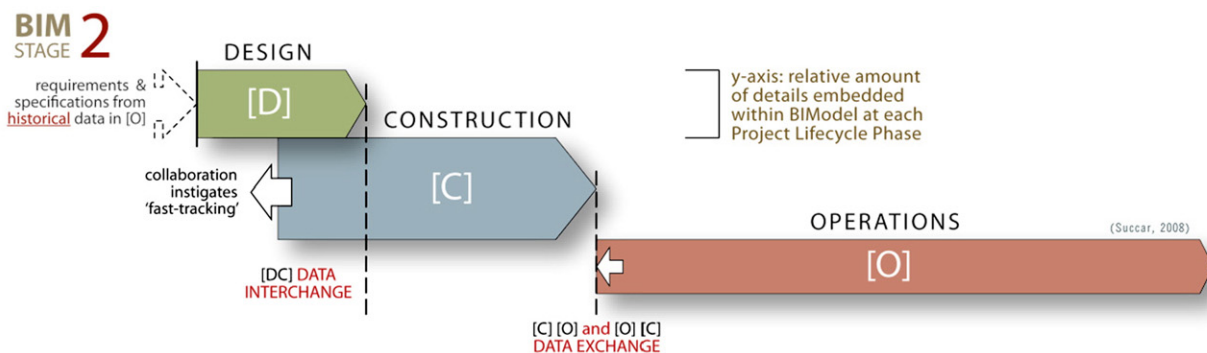 BIM
STAGE 2
DESIGN
requirements &
specifications from
historical data in [O]
[D]
y-axis: relative amount
of details embedded
within BIModel at each
Project Lifecycle Phase
CONSTRUCTION
collaboration
instigates
'fast-tracking'
[C]
OPERATIONS
(Succar, 2008)
[O]
[DC] DATA
INTERCHANGE
[C] [O] and [O] [C]
DATA EXCHANGE